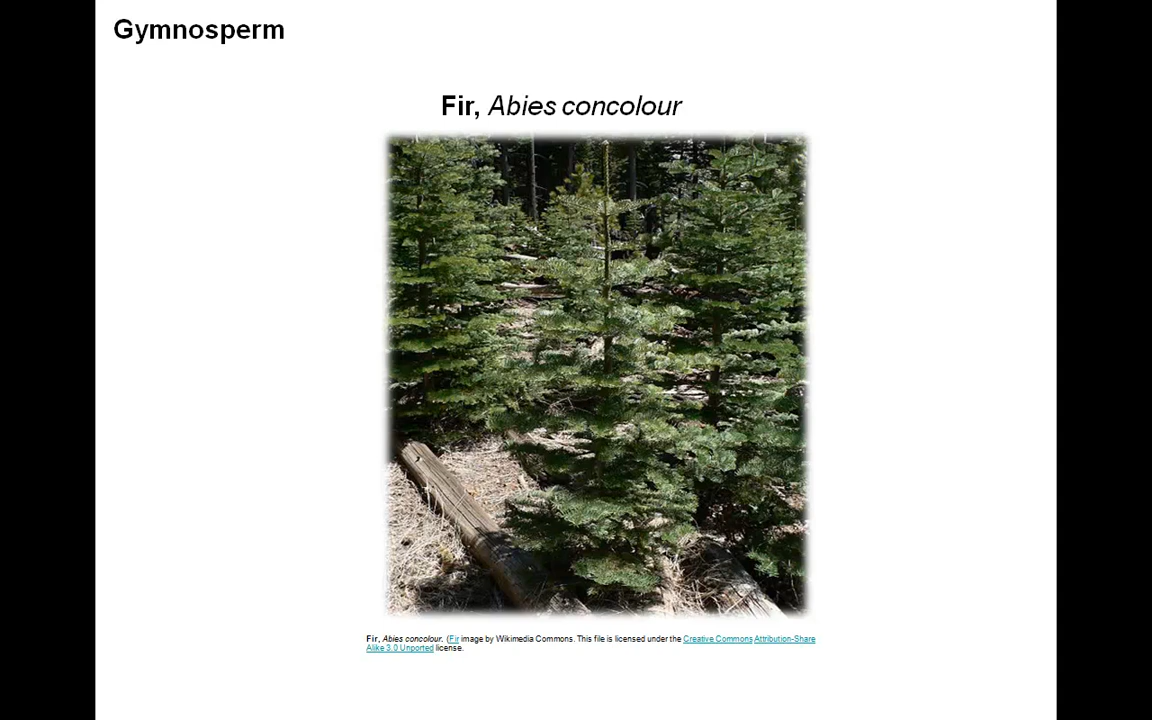 Gymnosperm
Fir, Abies concolour
Fir, Abies concolour. (Fir image by Wikimedia Commons. This file is licensed under the Creative Commons Attribution-Share
Alike 3.0 Unported license.